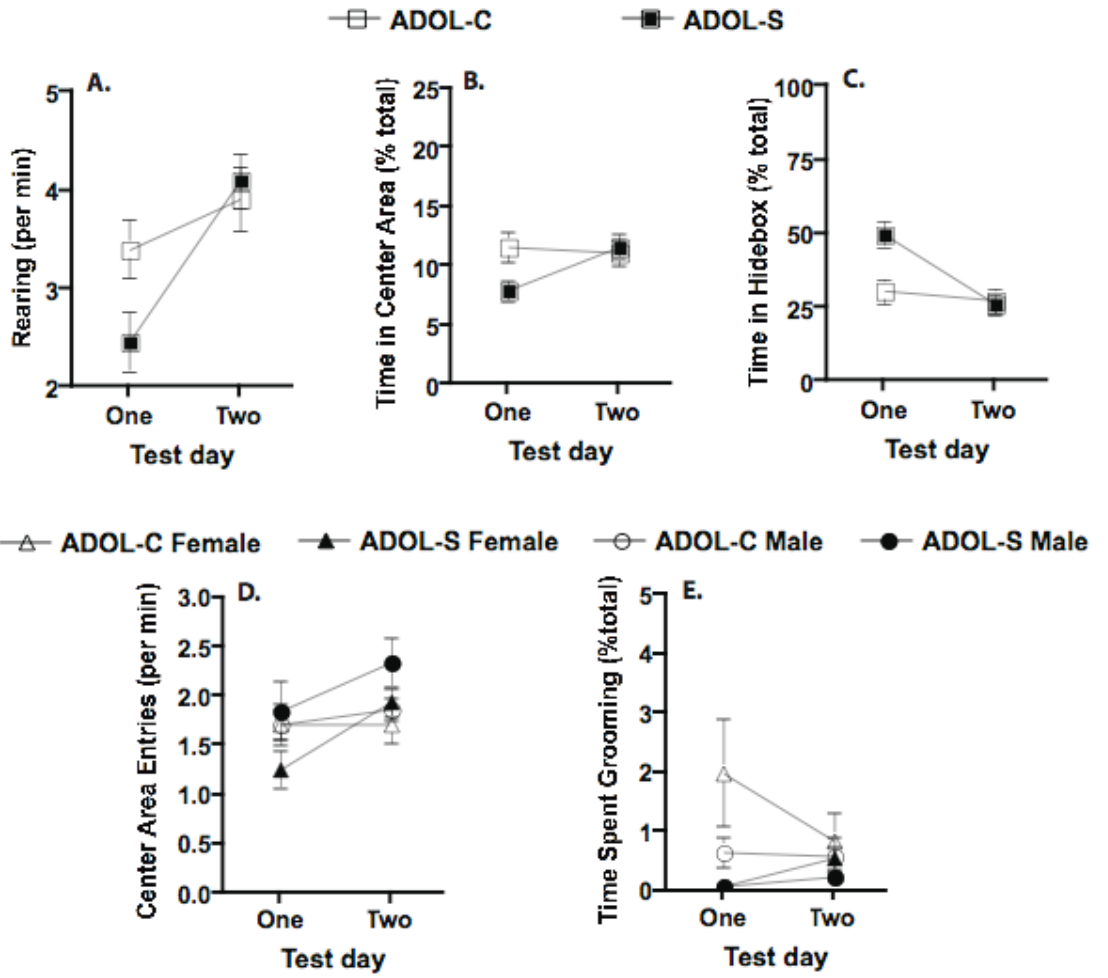 ADOL-C ADOL-S
A.
Rearing (per min)
5
4
3
2
One Two
Test day
B.
Time in Center Area (% total)
25
20
15
10
5
0
One Two
Test day
C.
Time in Hidebox (% total)
100
75
50
25
0
One Two
Test day
ADOL-C Female ADOL-S Female ADOL-C Male ADOL-S Male
D.
Center Area Entries (per min)
3.0
2.5
2.0
1.5
1.0
0.5
0.0
One Two
Test day
E.
Time Spent Grooming (%total)
5
4
3
2
1
0
One Two
Test day